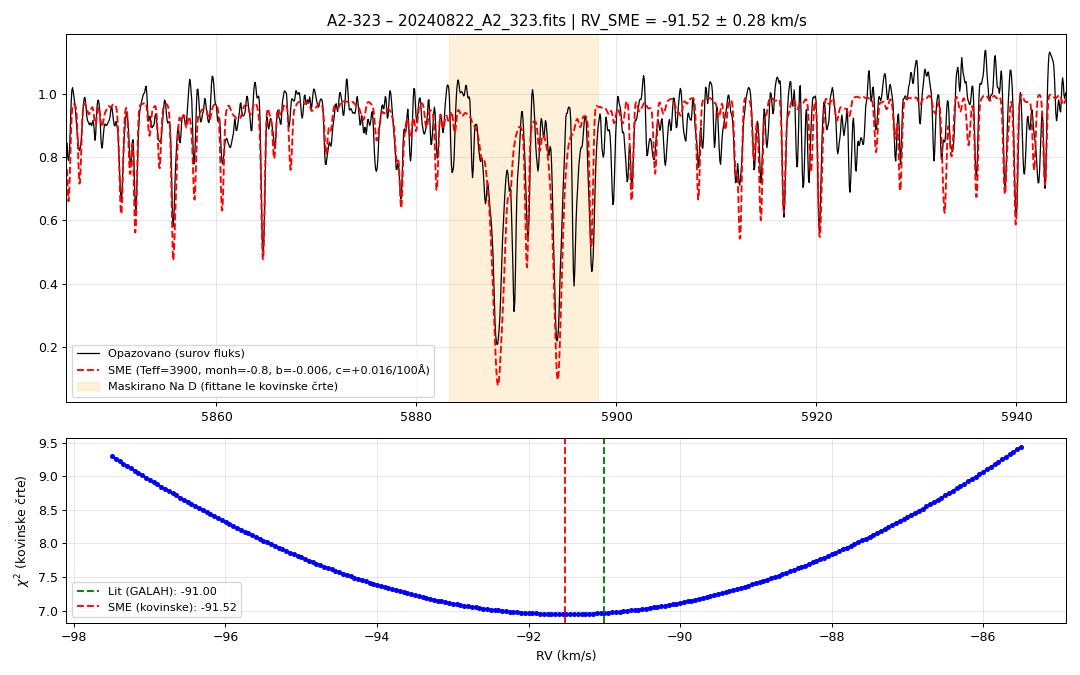 A2-323 – 20240822_A2_323.fits | RV_SME = -91.52 ± 0.28 km/s
1.0
0.8
0.6
0.4
0.2
Opazovano (surov fluks)
SME (Teff=3900, monh=-0.8, b=-0.006, c=+0.016/100Å)
Maskirano Na D (fittane le kovinske črte)
5860 5880 5900 5920 5940
χ² (kovinske črte)
9.5
9.0
8.5
8.0
7.5
7.0
Lit (GALAH): -91.00
SME (kovinske): -91.52
−98 −96 −94 −92 −90 −88 −86
RV (km/s)